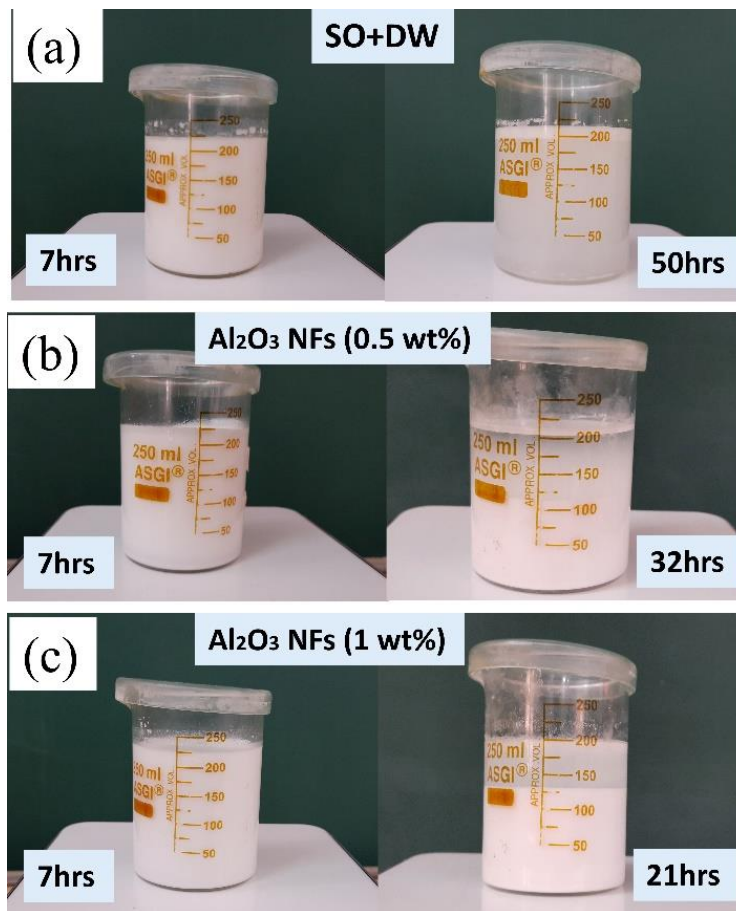 (a)
SO+DW
250
250 ml
200
ASGI®
150
APPROX. VOL
100
50
7hrs
250
250 ml
200
ASGI®
150
APPROX. VOL
100
50
50hrs
(b)
Al₂O₃ NFs (0.5 wt%)
250
250 ml
200
ASGI®
150
APPROX. VOL
100
50
7hrs
250
250 ml
200
ASGI®
150
APPROX. VOL
100
50
32hrs
(c)
Al₂O₃ NFs (1 wt%)
250
200
ml
ASGI®
150
APPROX. VOL
100
50
7hrs
250
250 ml
200
ASGI®
150
APPROX. VOL
100
50
21hrs